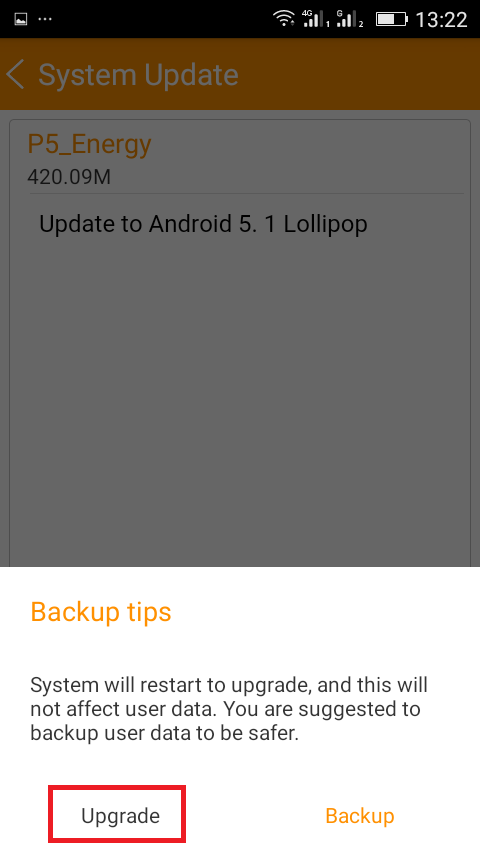 4G 1 G 2 13:22
System Update
P5_Energy
420.09M
Update to Android 5. 1 Lollipop
Backup tips
System will restart to upgrade, and this will
not affect user data. You are suggested to
backup user data to be safer.
Upgrade Backup